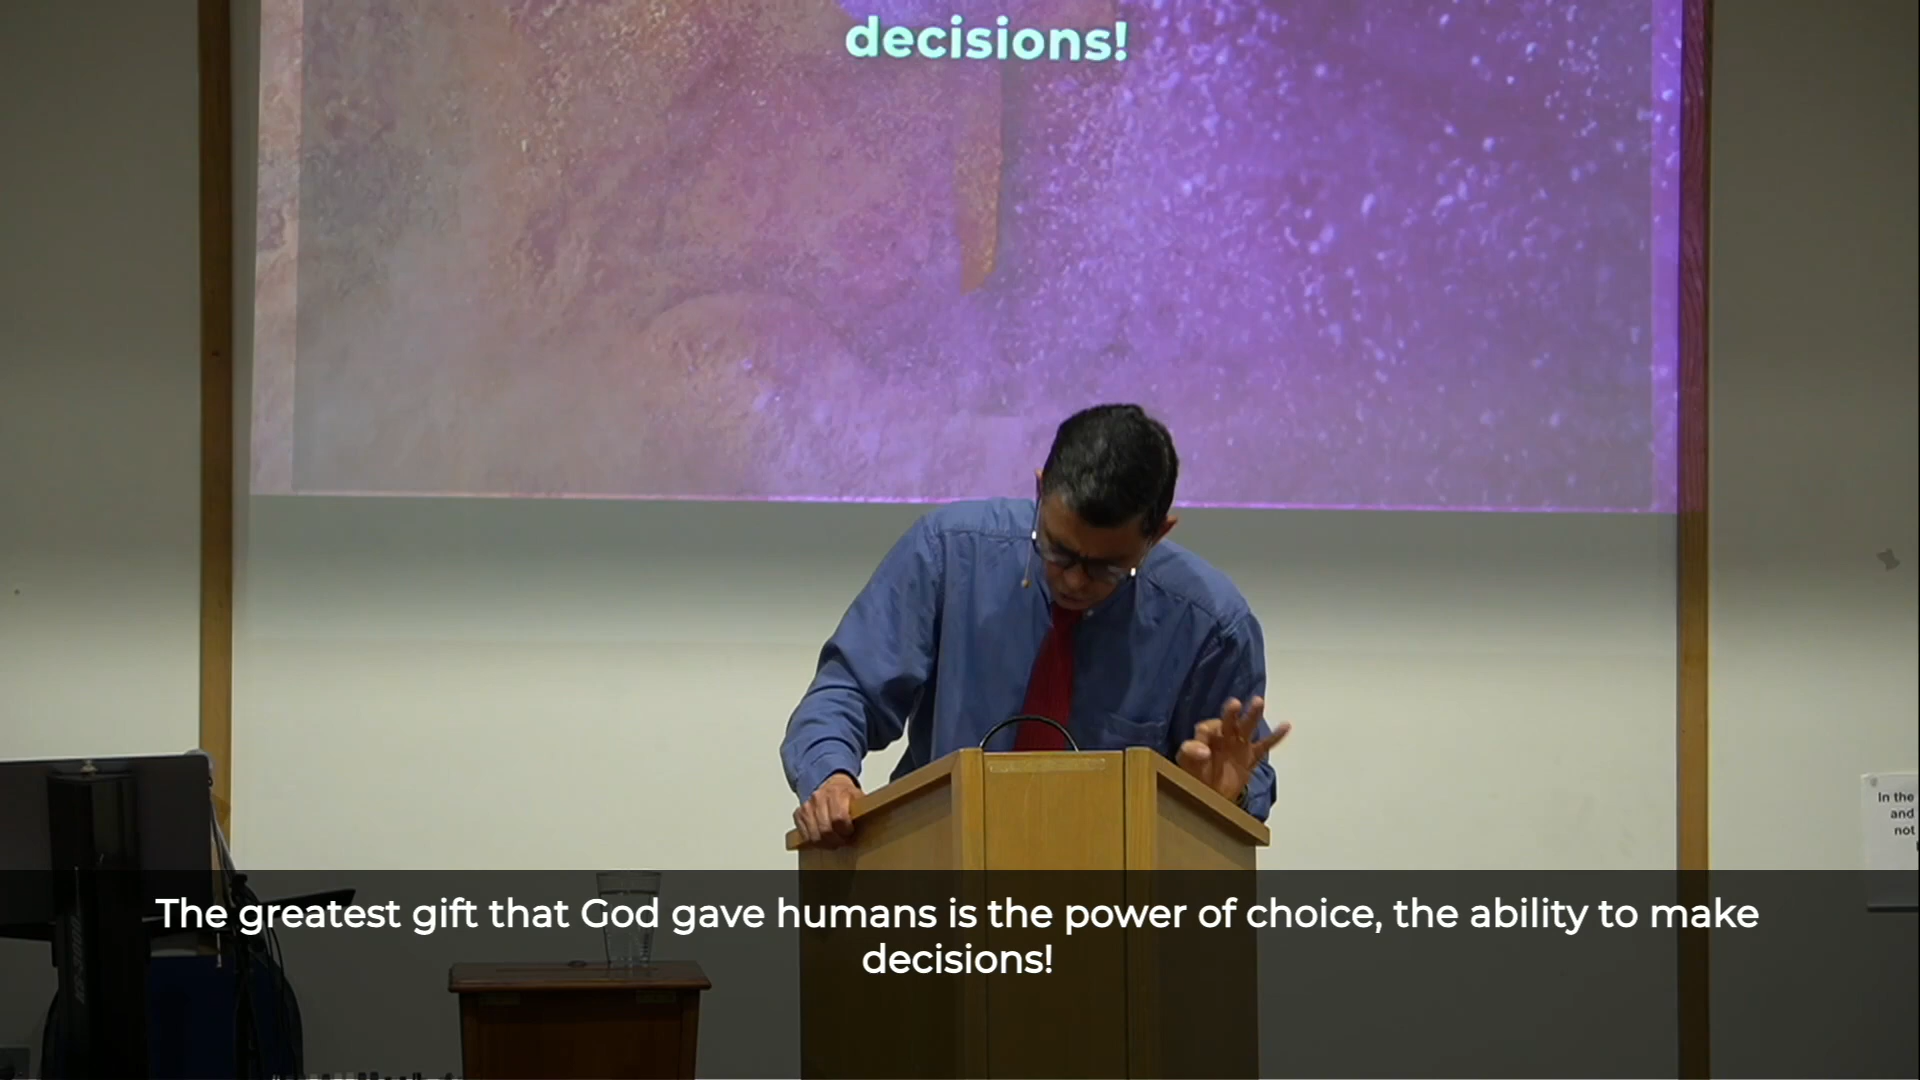 decisions!
In the
and
not
The greatest gift that God gave humans is the power of choice, the ability to make
decisions!